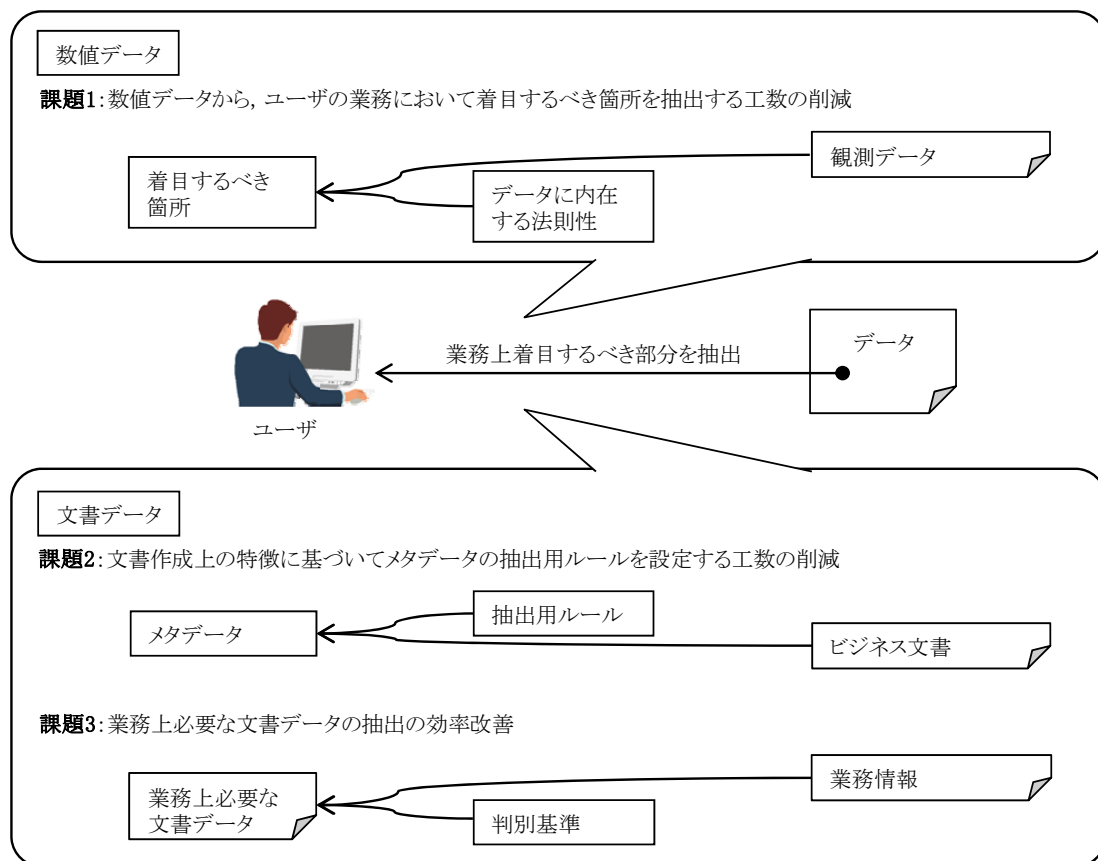 数値データ
課題1：数値データから，ユーザの業務において着目するべき箇所を抽出する工数の削減
観測データ
着目するべき
箇所
データに内在
する法則性
業務上着目するべき部分を抽出
データ
ユーザ
文書データ
課題2：文書作成上の特徴に基づいてメタデータの抽出用ルールを設定する工数の削減
抽出用ルール
メタデータ
ビジネス文書
課題3：業務上必要な文書データの抽出の効率改善
業務情報
業務上必要な
文書データ
判別基準